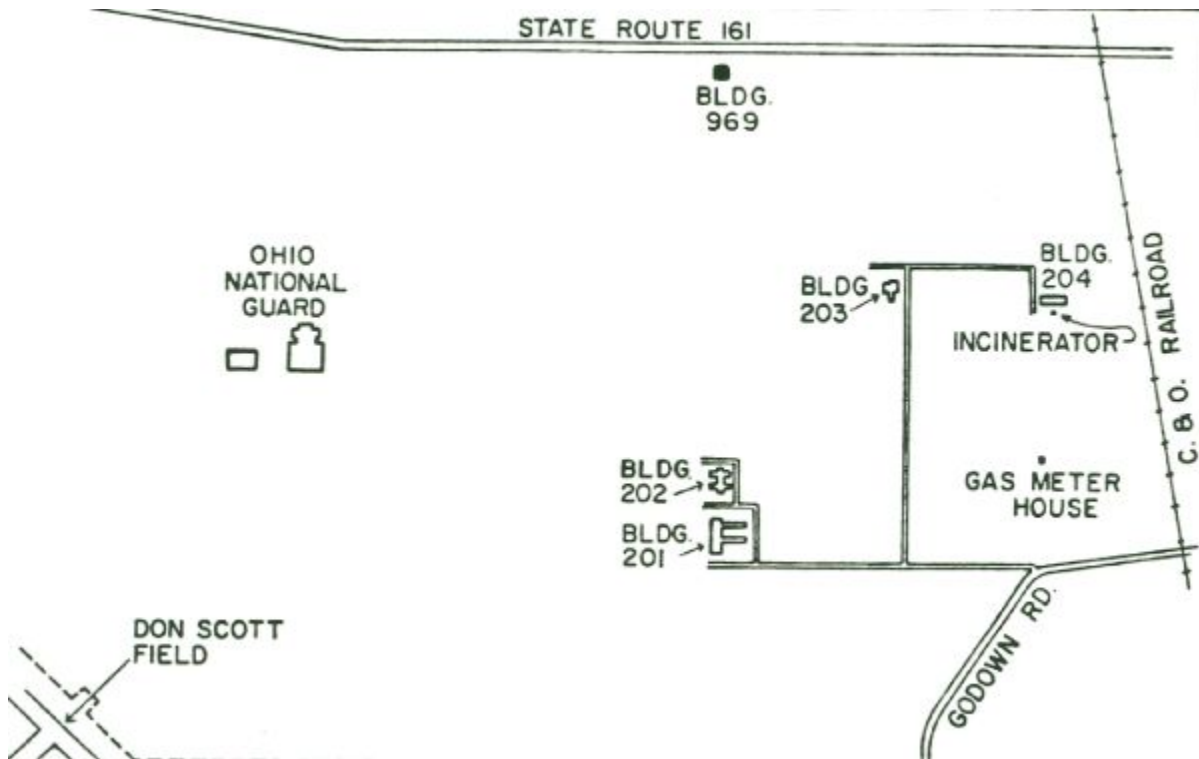 STATE ROUTE 161
BLDG.
969
OHIO
NATIONAL
GUARD
BLDG.
204
BLDG.
203
INCINERATOR
C. & O. RAILROAD
BLDG.
202
GAS METER
HOUSE
BLDG.
201
GODOWN RD.
DON SCOTT
FIELD